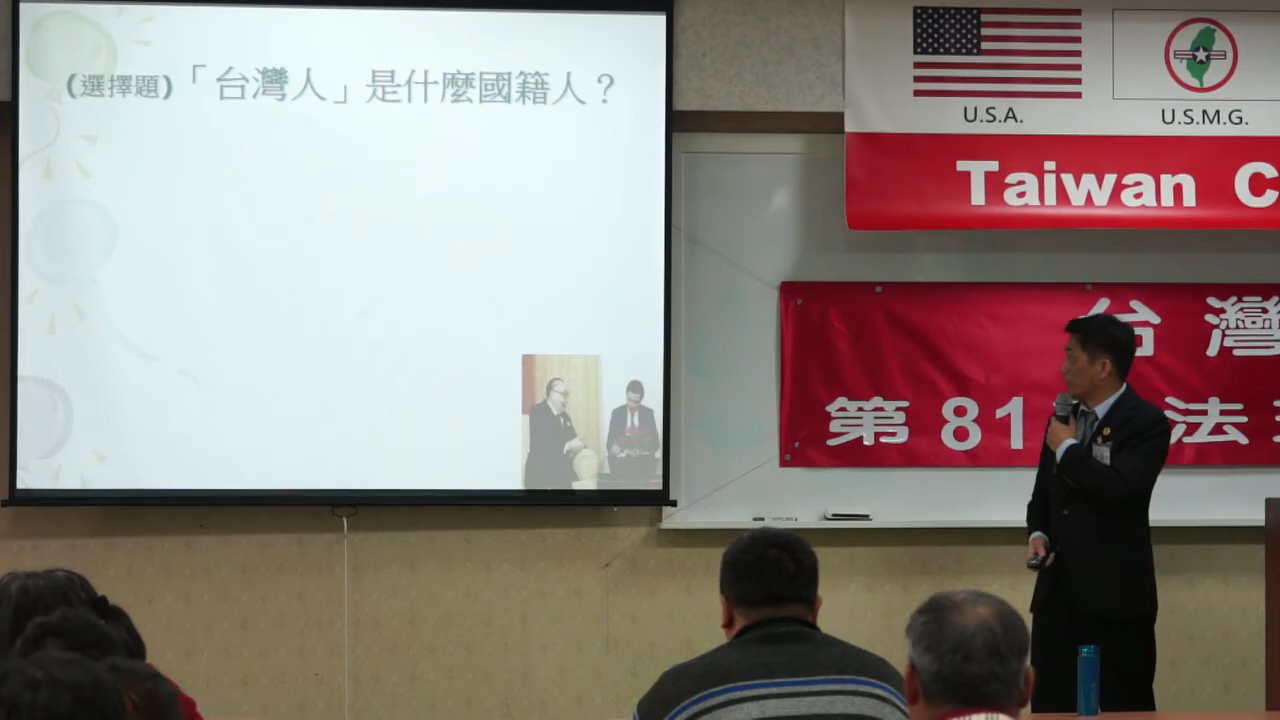 (選擇題)「台灣人」是什麼國籍人？
U.S.A.
U.S.M.G.
Taiwan C
台灣
第 81 法